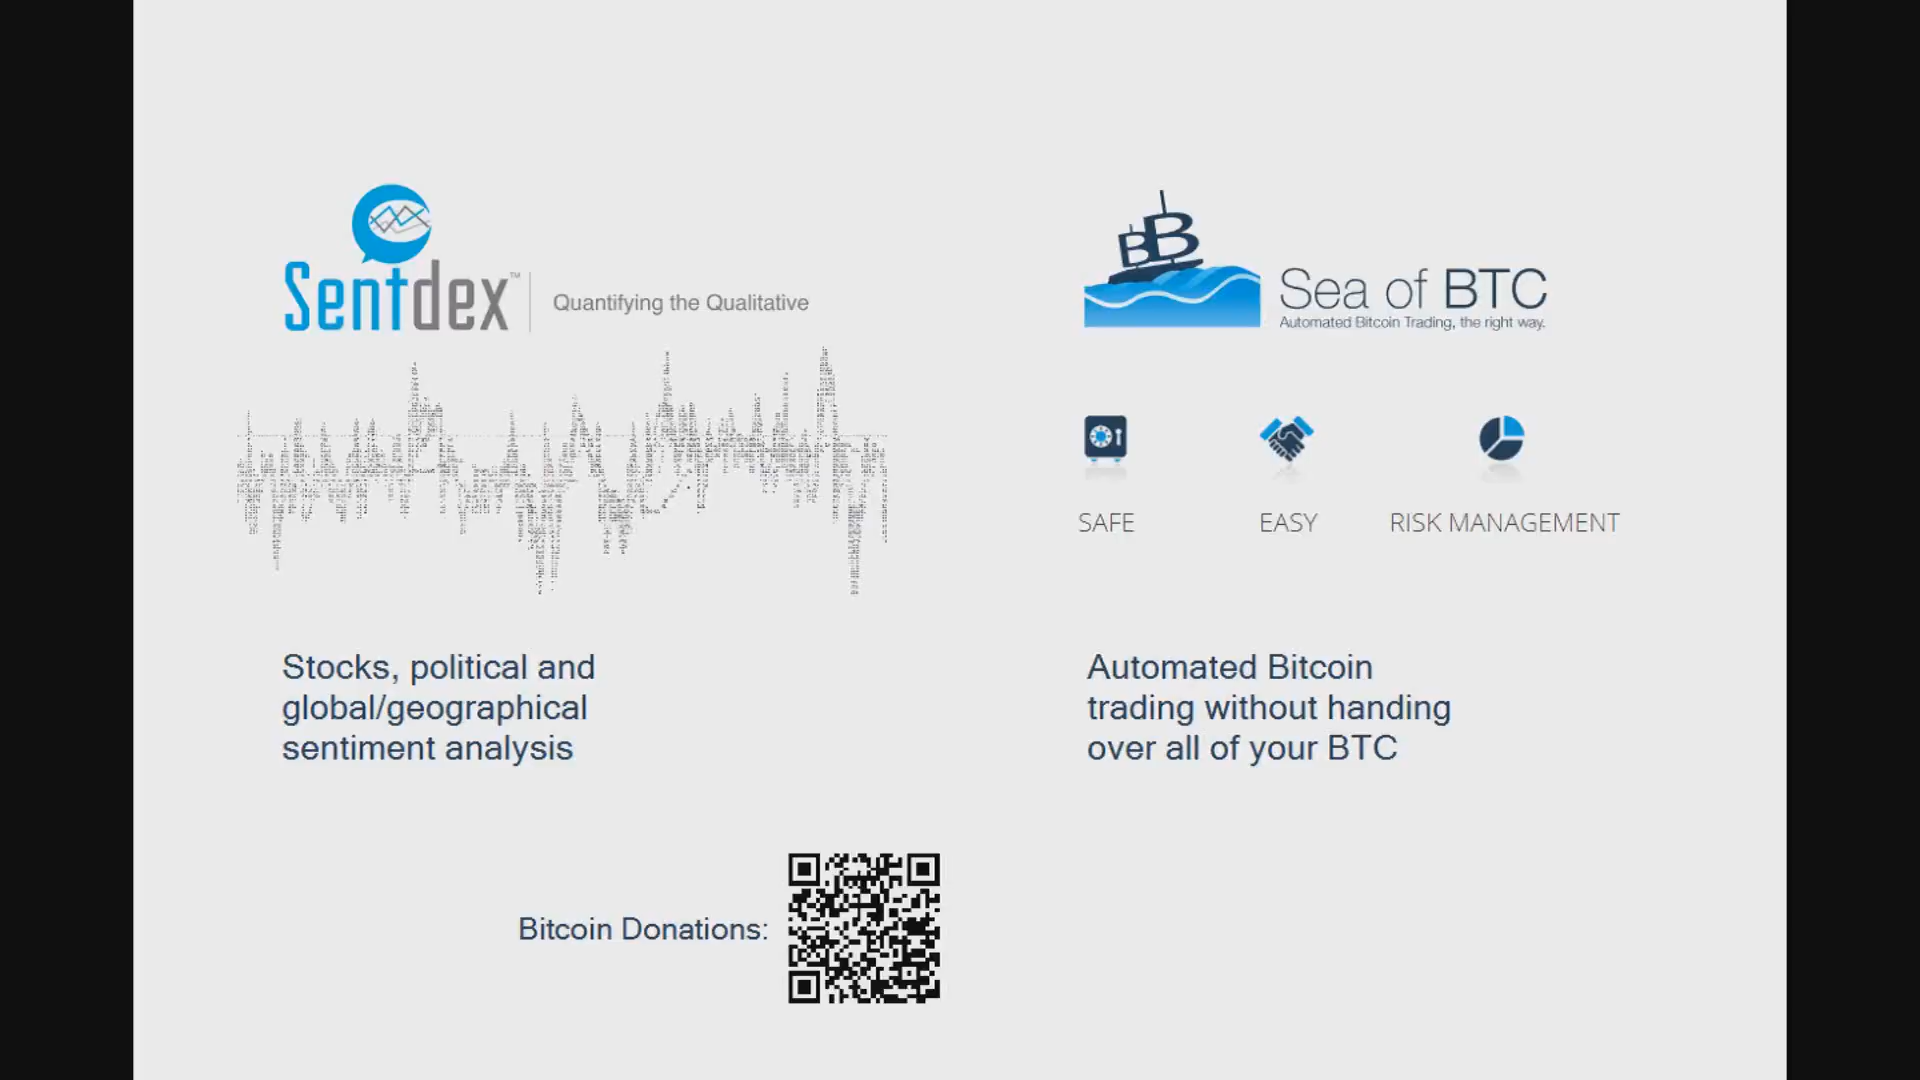 Sentdex™
Quantifying the Qualitative
Stocks, political and
global/geographical
sentiment analysis
Sea of BTC
Automated Bitcoin Trading, the right way.
SAFE
EASY
RISK MANAGEMENT
Automated Bitcoin
trading without handing
over all of your BTC
Bitcoin Donations: